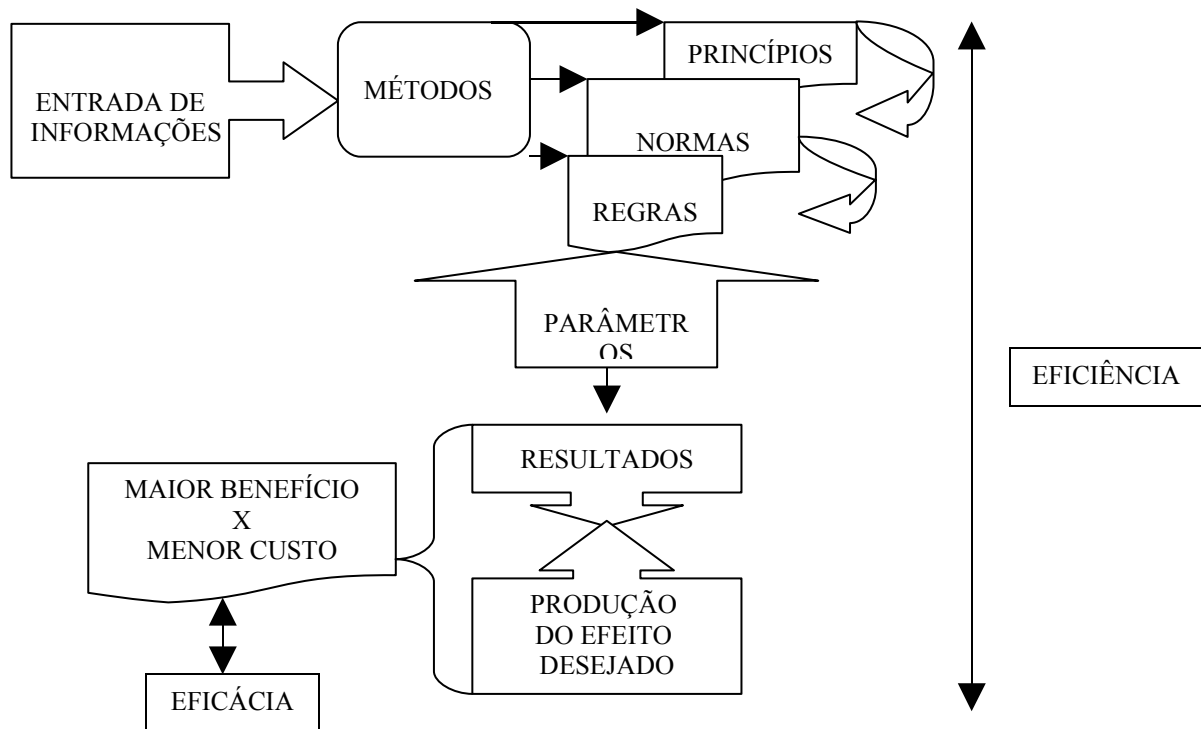 ENTRADA DE
INFORMAÇÕES
MÉTODOS
PRINCÍPIOS
NORMAS
REGRAS
PARÂMETR
OS
EFICIÊNCIA
RESULTADOS
MAIOR BENEFÍCIO
X
MENOR CUSTO
PRODUÇÃO
DO EFEITO
DESEJADO
EFICÁCIA